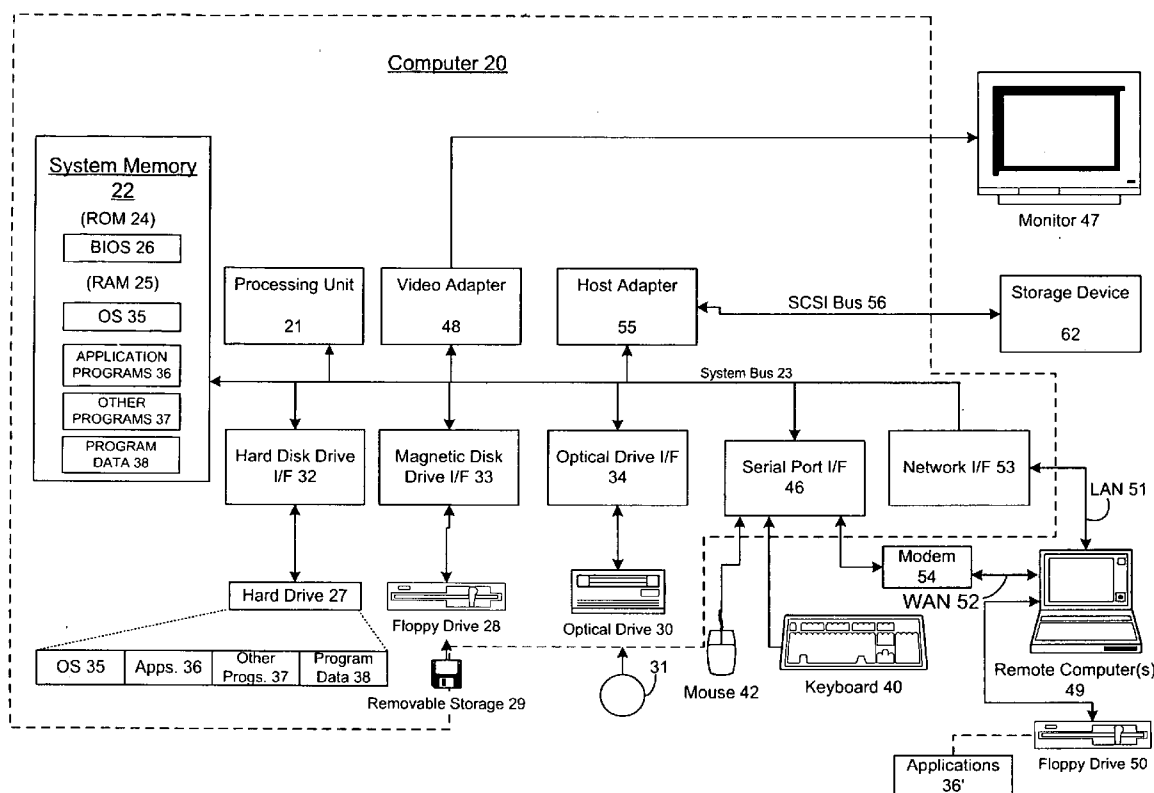 Computer 20
System Memory
22
(ROM 24)
BIOS 26
(RAM 25)
OS 35
APPLICATION
PROGRAMS 36
OTHER
PROGRAMS 37
PROGRAM
DATA 38
Processing Unit
21
Video Adapter
48
Host Adapter
55
SCSI Bus 56
Monitor 47
Storage Device
62
System Bus 23
Hard Disk Drive
I/F 32
Magnetic Disk
Drive I/F 33
Optical Drive I/F
34
Serial Port I/F
46
Network I/F 53
LAN 51
Modem
54
WAN 52
Hard Drive 27
Floppy Drive 28
Optical Drive 30
OS 35
Apps. 36
Other
Progs. 37
Program
Data 38
Removable Storage 29
31
Mouse 42
Keyboard 40
Remote Computer(s)
49
Floppy Drive 50
Applications
36'